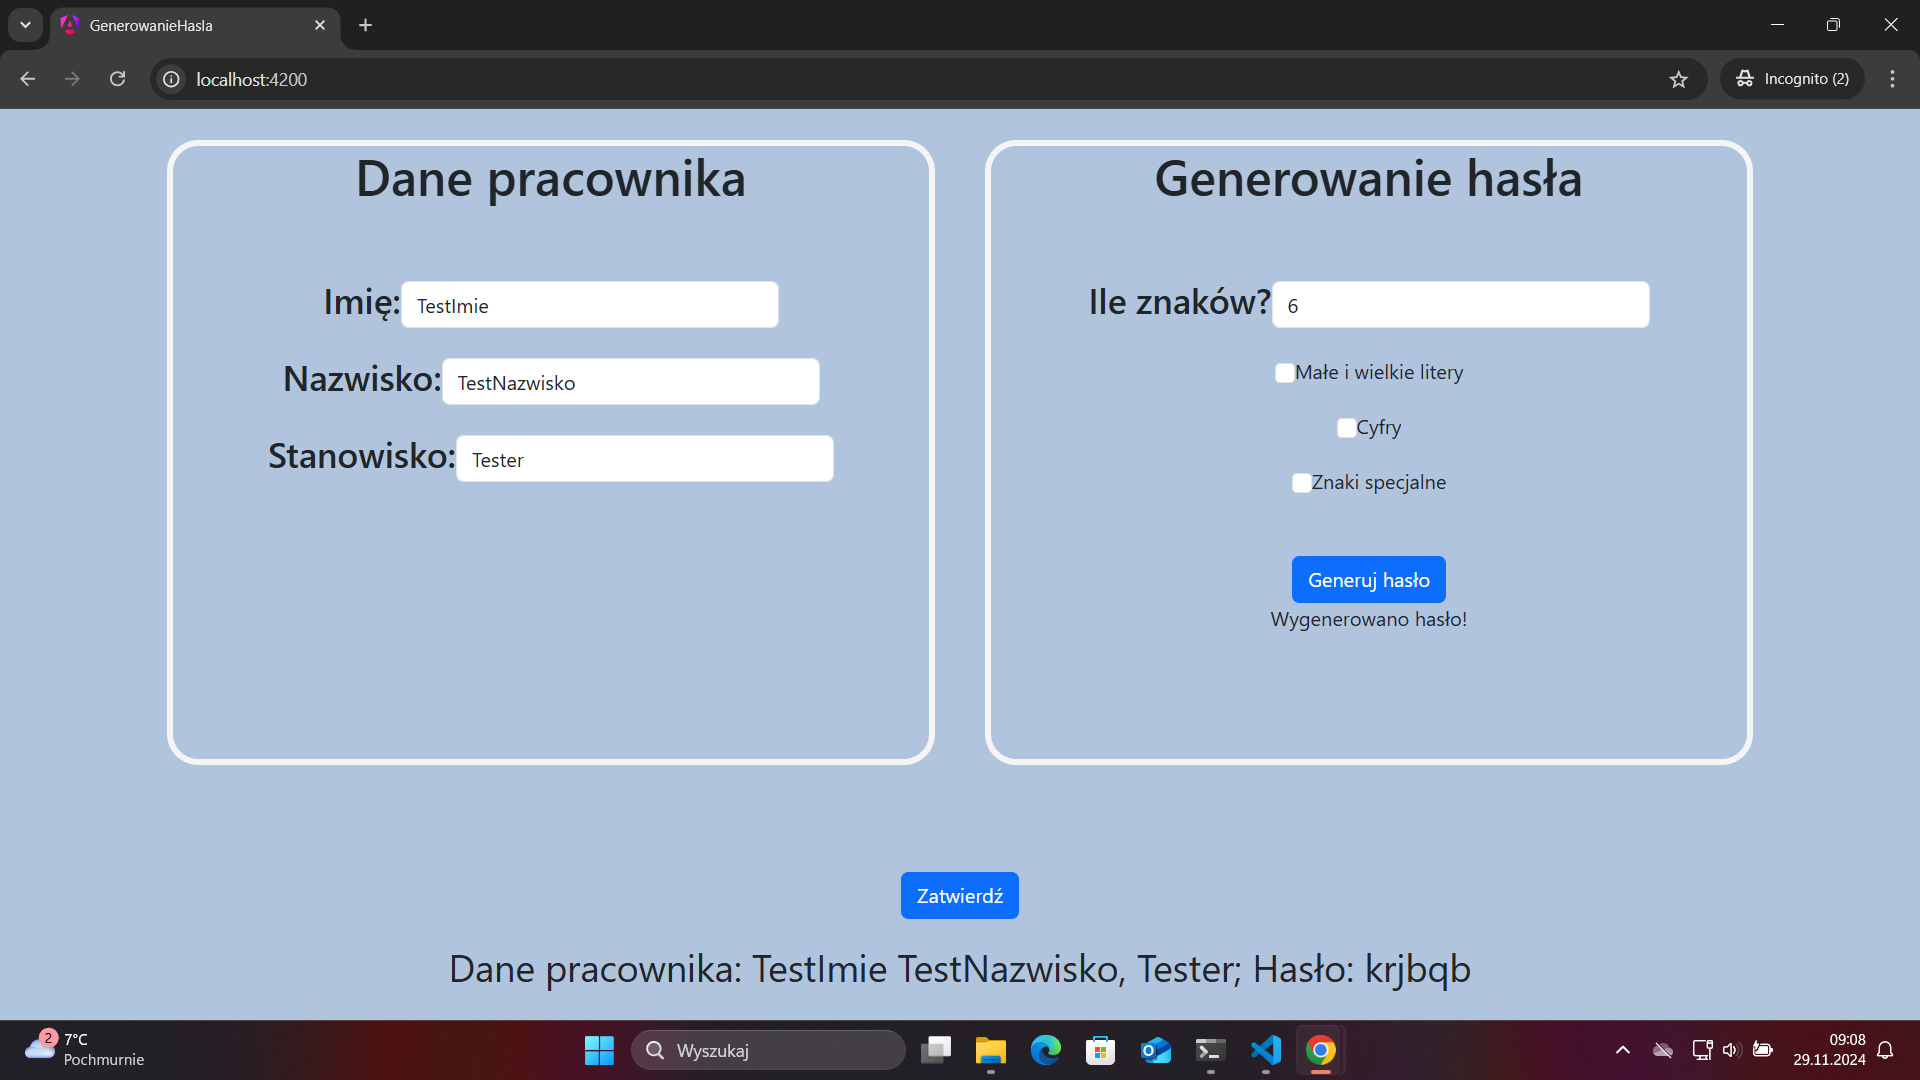 GenerowanieHasla
localhost:4200
Incognito (2)
Dane pracownika
Imię: TestImie
Nazwisko: TestNazwisko
Stanowisko: Tester
Generowanie hasła
Ile znaków? 6
Małe i wielkie litery
Cyfry
Znaki specjalne
Generuj hasło
Wygenerowano hasło!
Zatwierdź
Dane pracownika: TestImie TestNazwisko, Tester; Hasło: krjbqb
2
7°C
Pochmurnie
Wyszukaj
09:08
29.11.2024